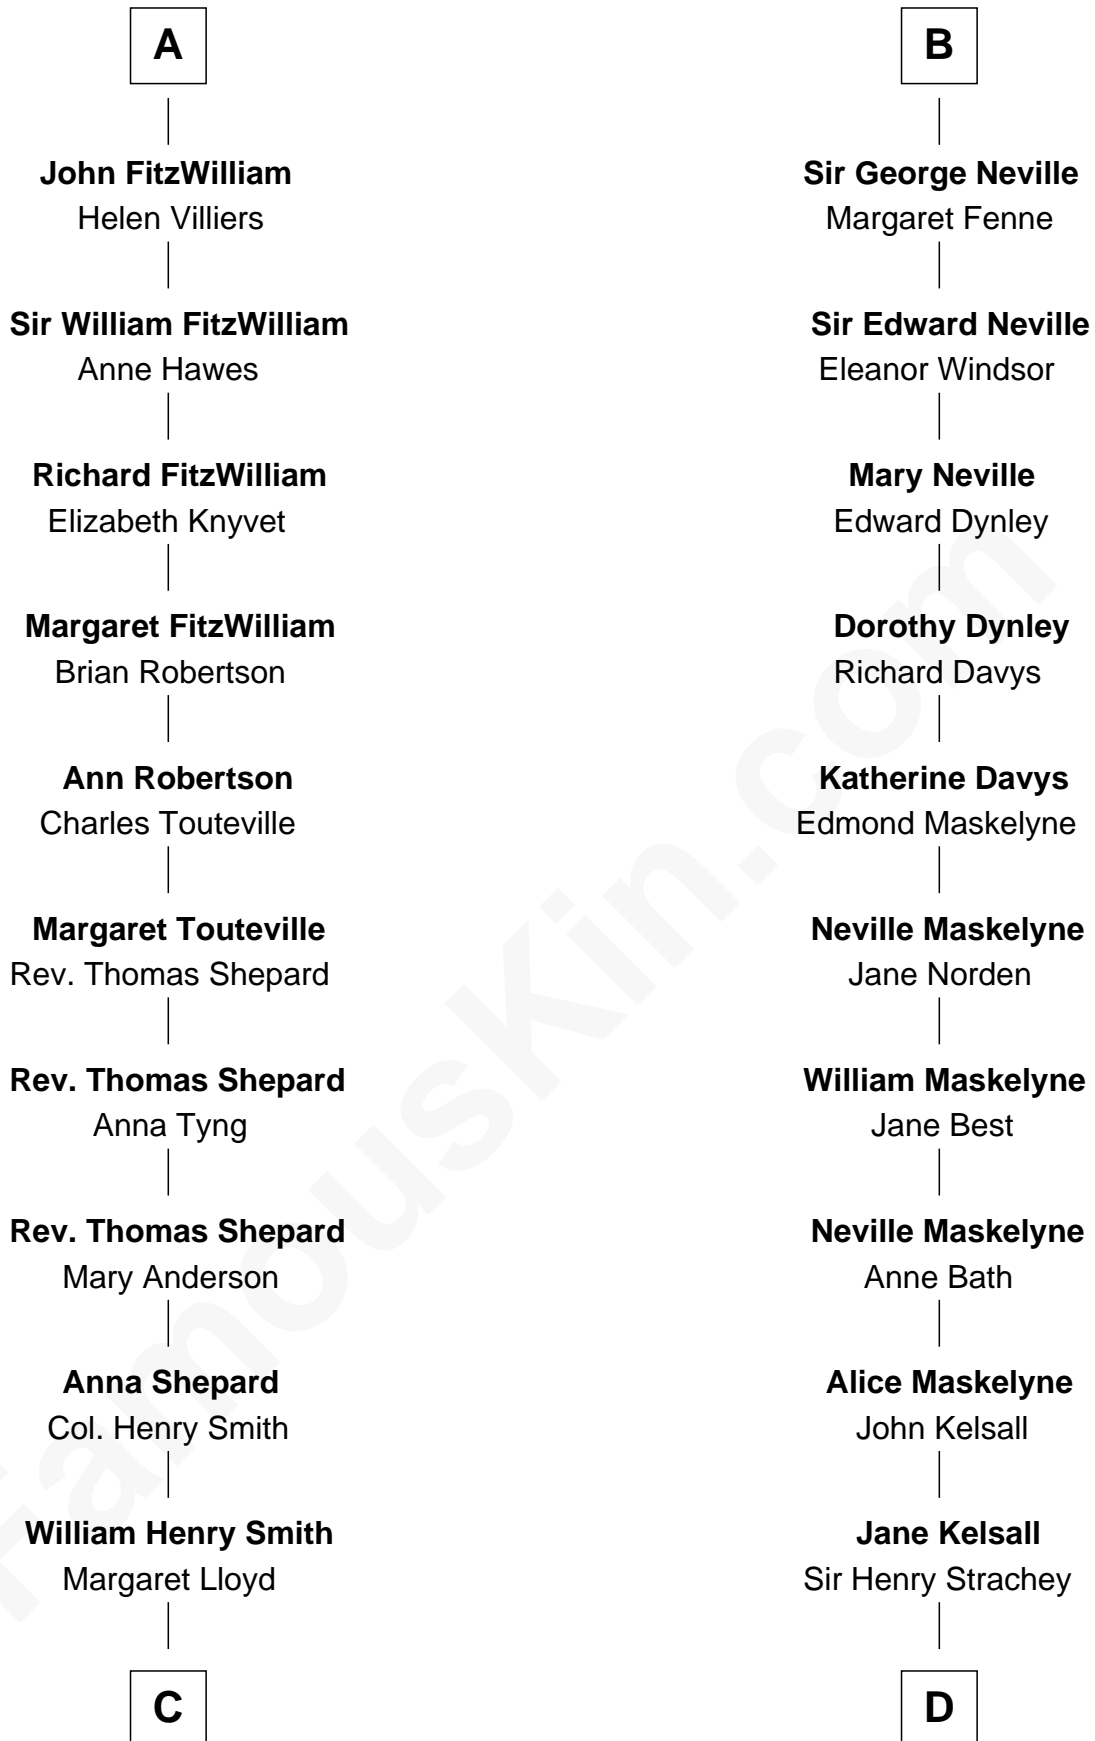 A
John FitzWilliam
Helen Villiers
Sir William FitzWilliam
Anne Hawes
Richard FitzWilliam
Elizabeth Knyvet
Margaret FitzWilliam
Brian Robertson
Ann Robertson
Charles Touteville
Margaret Touteville
Rev. Thomas Shepard
Rev. Thomas Shepard
Anna Tyng
Rev. Thomas Shepard
Mary Anderson
Anna Shepard
Col. Henry Smith
William Henry Smith
Margaret Lloyd
C
B
Sir George Neville
Margaret Fenne
Sir Edward Neville
Eleanor Windsor
Mary Neville
Edward Dynley
Dorothy Dynley
Richard Davys
Katherine Davys
Edmond Maskelyne
Neville Maskelyne
Jane Norden
William Maskelyne
Jane Best
Neville Maskelyne
Anne Bath
Alice Maskelyne
John Kelsall
Jane Kelsall
Sir Henry Strachey
D
FamousKin.com